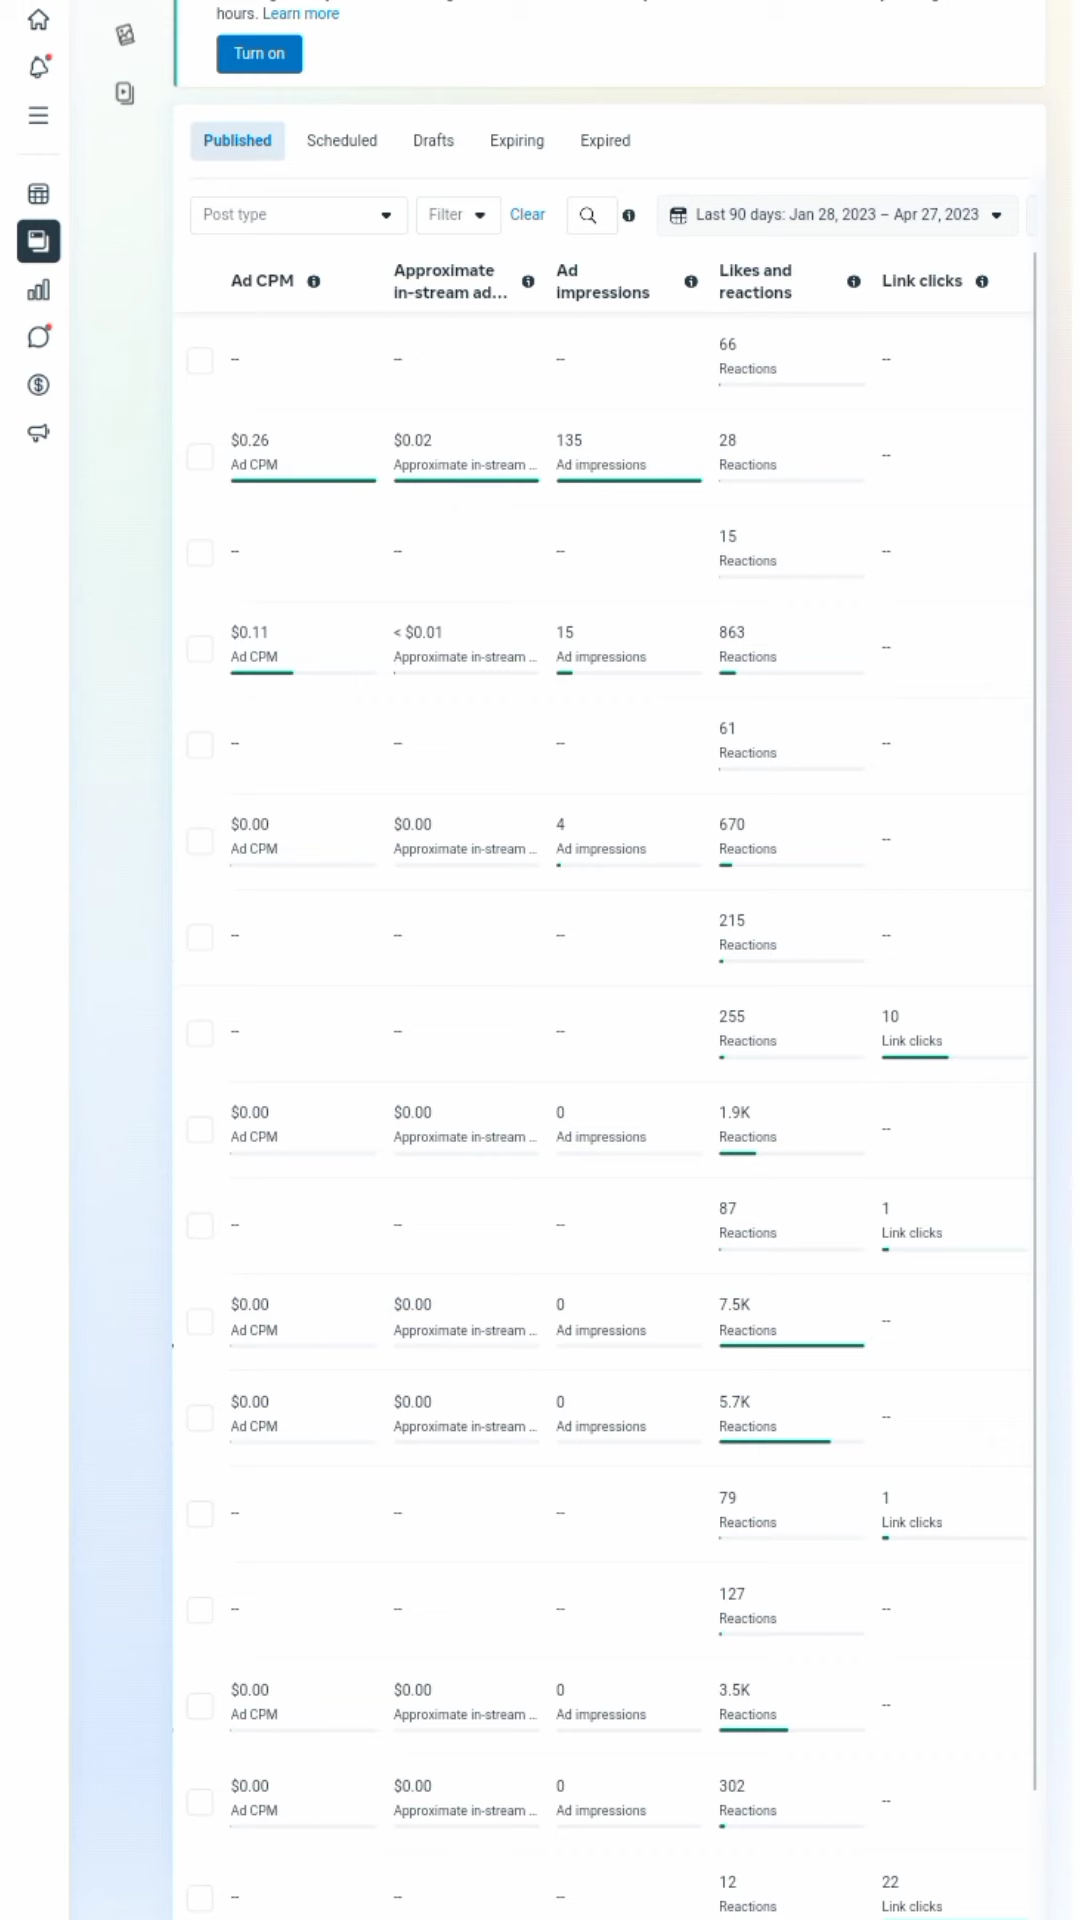 hours. Learn more
Turn on
Published Scheduled Drafts Expiring Expired
Post type Filter Clear Last 90 days: Jan 28, 2023 – Apr 27, 2023
Ad CPM Approximate in-stream ad... Ad impressions Likes and reactions Link clicks
-- -- -- 66 --
Reactions
$0.26 $0.02 135 28 --
Ad CPM Approximate in-stream ... Ad impressions Reactions
-- -- -- 15 --
Reactions
$0.11 < $0.01 15 863 --
Ad CPM Approximate in-stream ... Ad impressions Reactions
-- -- -- 61 --
Reactions
$0.00 $0.00 4 670 --
Ad CPM Approximate in-stream ... Ad impressions Reactions
-- -- -- 215 --
Reactions
-- -- -- 255 10
Reactions Link clicks
$0.00 $0.00 0 1.9K --
Ad CPM Approximate in-stream ... Ad impressions Reactions
-- -- -- 87 1
Reactions Link clicks
$0.00 $0.00 0 7.5K --
Ad CPM Approximate in-stream ... Ad impressions Reactions
$0.00 $0.00 0 5.7K --
Ad CPM Approximate in-stream ... Ad impressions Reactions
-- -- -- 79 1
Reactions Link clicks
-- -- -- 127 --
Reactions
$0.00 $0.00 0 3.5K --
Ad CPM Approximate in-stream ... Ad impressions Reactions
$0.00 $0.00 0 302 --
Ad CPM Approximate in-stream ... Ad impressions Reactions
-- -- -- 12 22
Reactions Link clicks